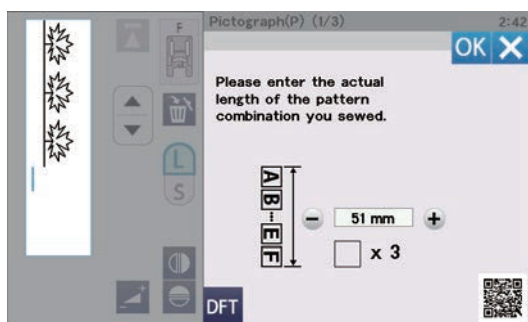 F
L
S
Pictograph(P) (1/3)
2:42
OK
Please enter the actual
length of the pattern
combination you sewed.
A
B
E
F
51 mm
x 3
DFT